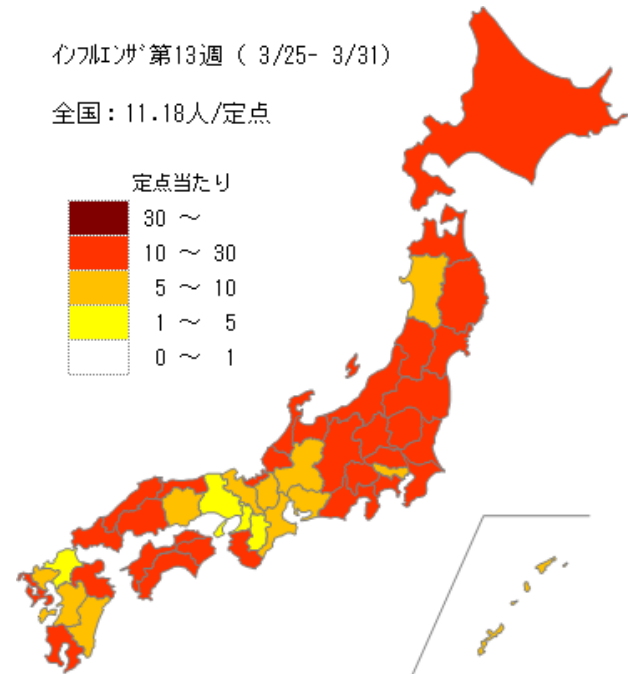 ｲﾝﾌﾙｴﾝｻﾞ第13週（ 3/25- 3/31）
全国：11.18人/定点
定点当たり
30 ～
10 ～ 30
5 ～ 10
1 ～ 5
0 ～ 1